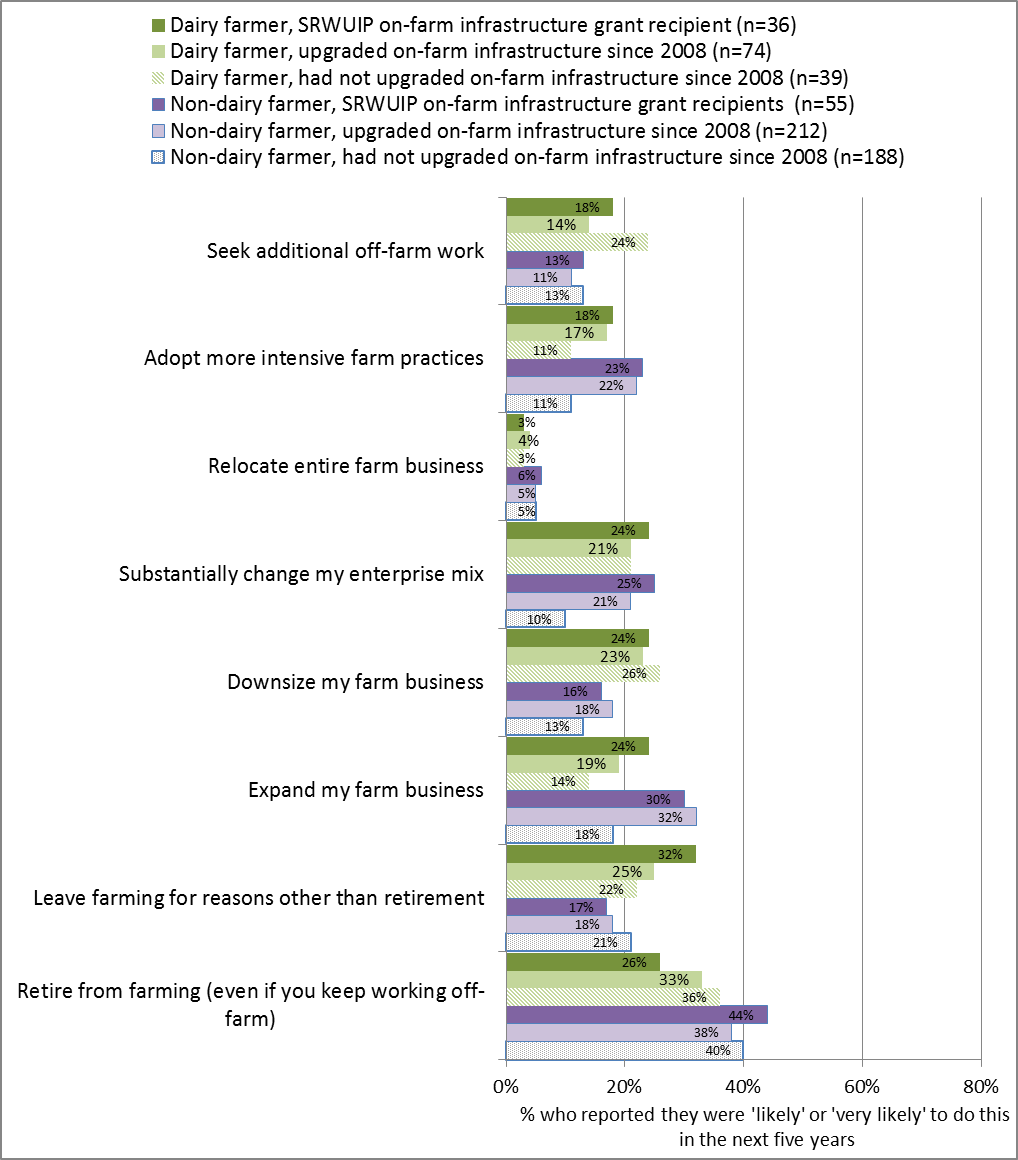 Dairy farmer, SRWUIP on-farm infrastructure grant recipient (n=36)
Dairy farmer, upgraded on-farm infrastructure since 2008 (n=74)
Dairy farmer, had not upgraded on-farm infrastructure since 2008 (n=39)
Non-dairy farmer, SRWUIP on-farm infrastructure grant recipients (n=55)
Non-dairy farmer, upgraded on-farm infrastructure since 2008 (n=212)
Non-dairy farmer, had not upgraded on-farm infrastructure since 2008 (n=188)
Seek additional off-farm work
18%
14%
24%
13%
11%
13%
Adopt more intensive farm practices
18%
17%
11%
23%
22%
11%
Relocate entire farm business
3%
4%
3%
6%
5%
5%
Substantially change my enterprise mix
24%
21%
25%
21%
10%
Downsize my farm business
24%
23%
26%
16%
18%
13%
Expand my farm business
24%
19%
14%
30%
32%
18%
Leave farming for reasons other than retirement
32%
25%
22%
17%
18%
21%
Retire from farming (even if you keep working off-
farm)
26%
33%
36%
44%
38%
40%
0% 20% 40% 60% 80%
% who reported they were 'likely' or 'very likely' to do this
in the next five years